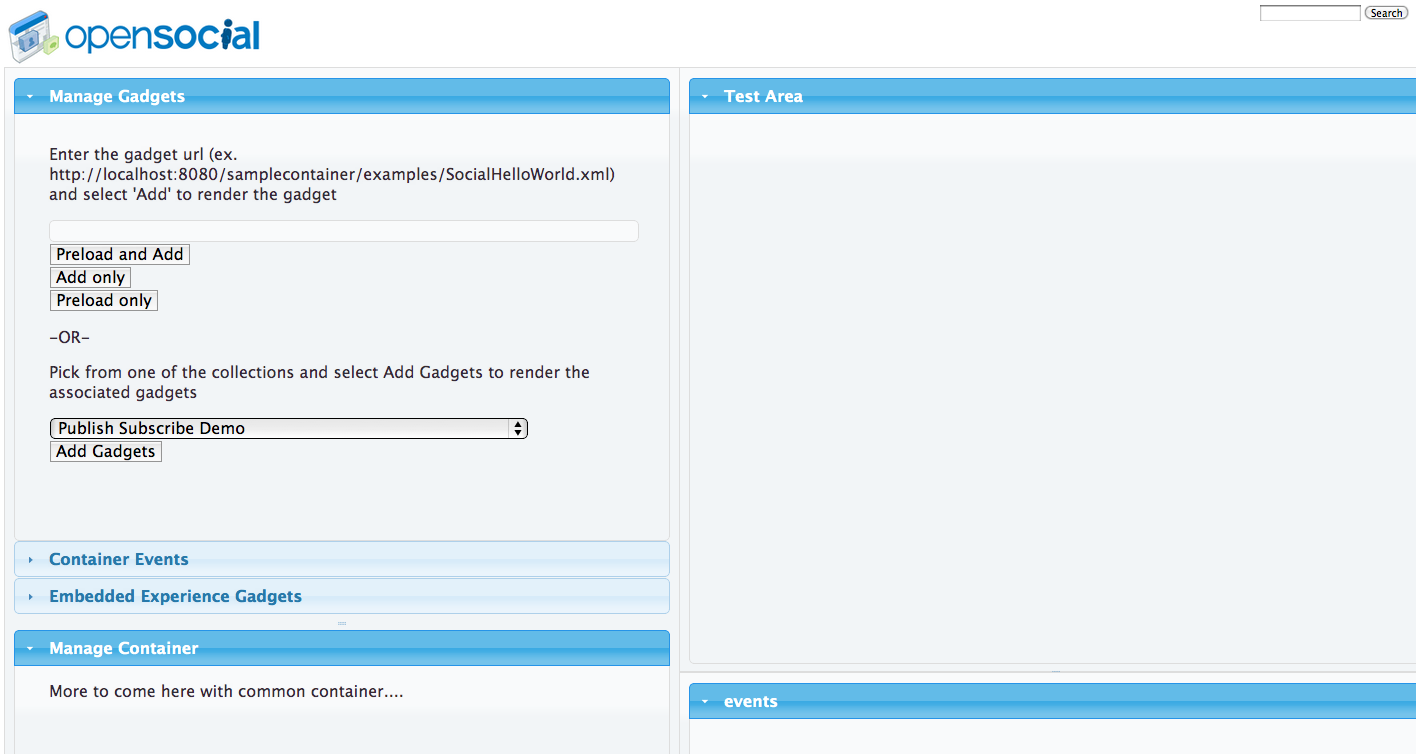 opensocial
Search
Manage Gadgets
Enter the gadget url (ex.
http://localhost:8080/samplecontainer/examples/SocialHelloWorld.xml)
and select 'Add' to render the gadget
Preload and Add
Add only
Preload only
-OR-
Pick from one of the collections and select Add Gadgets to render the
associated gadgets
Publish Subscribe Demo
Add Gadgets
Container Events
Embedded Experience Gadgets
Manage Container
More to come here with common container....
Test Area
events